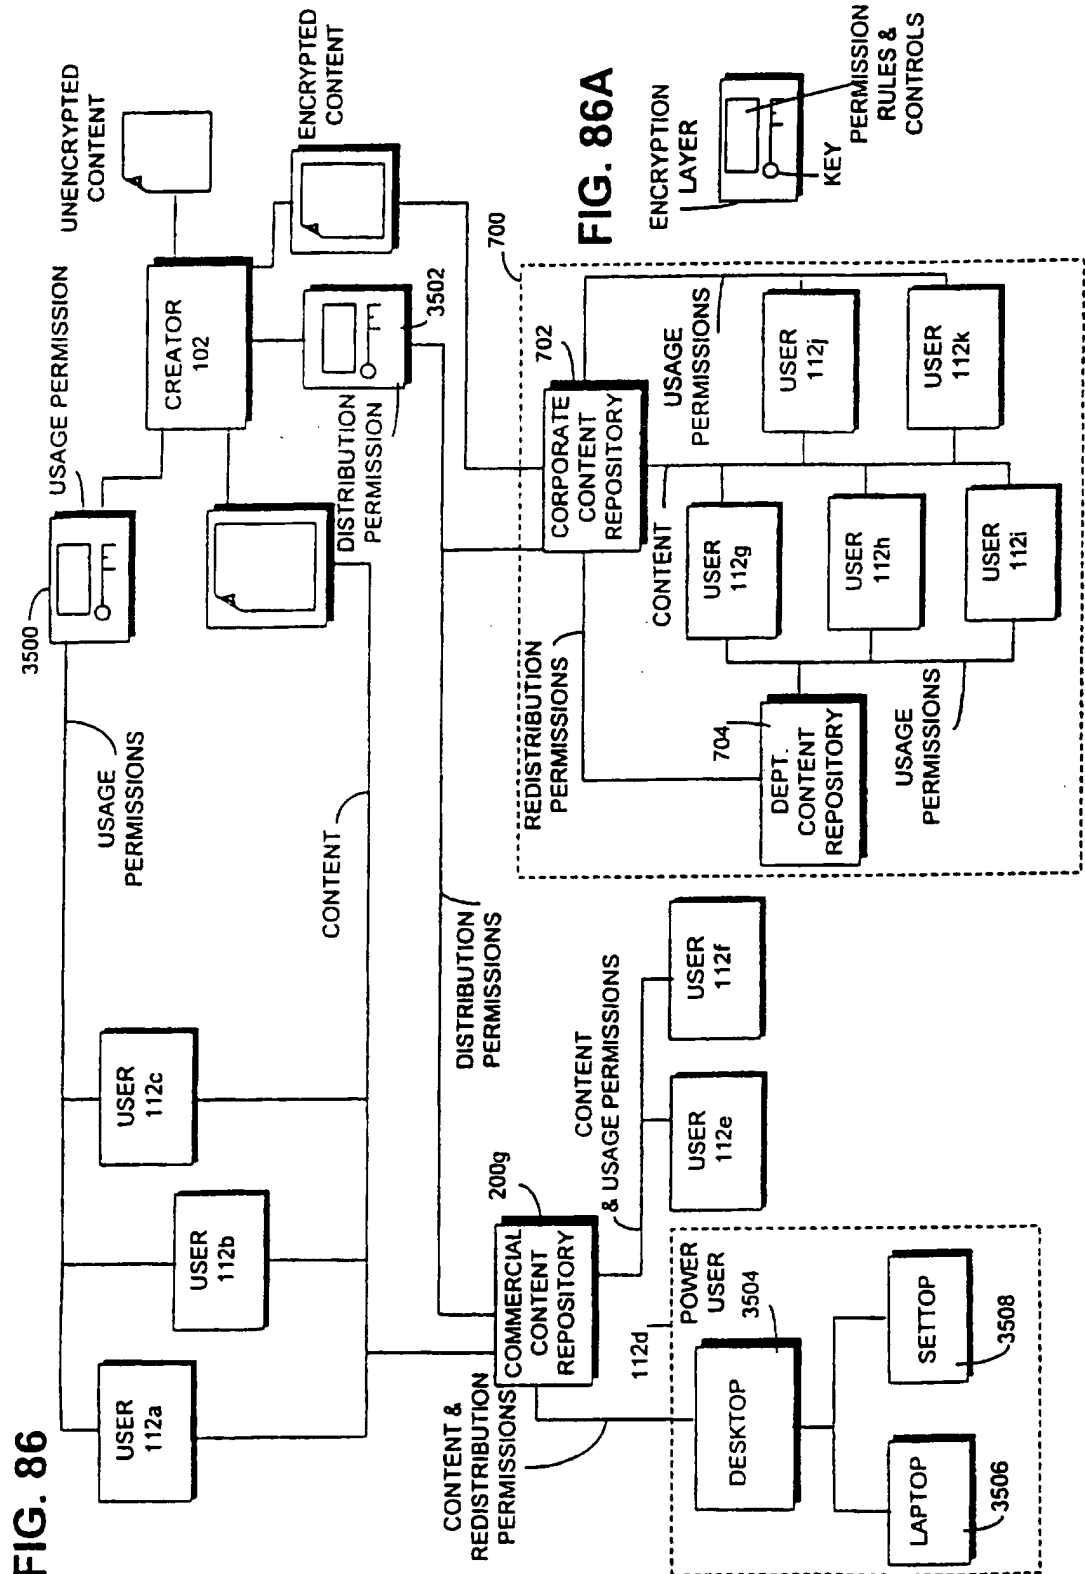 FIG. 86
UNENCRYPTED
CONTENT
USAGE PERMISSION
3500
CREATOR
102
ENCRYPTED
CONTENT
3502
DISTRIBUTION
PERMISSION
USAGE
PERMISSIONS
CONTENT
USER
112a
USER
112b
USER
112c
DISTRIBUTION
PERMISSIONS
COMMERCIAL
CONTENT
REPOSITORY
200g
CONTENT &
REDISTRIBUTION
PERMISSIONS
CONTENT
& USAGE PERMISSIONS
USER
112e
USER
112f
112d
POWER
USER
3504
DESKTOP
LAPTOP
3506
SETTOP
3508
700
702
CORPORATE
CONTENT
REPOSITORY
REDISTRIBUTION
PERMISSIONS
704
DEPT.
CONTENT
REPOSITORY
CONTENT
USAGE
PERMISSIONS
USER
112g
USER
112h
USER
112i
USER
112j
USER
112k
USAGE
PERMISSIONS
FIG. 86A
ENCRYPTION
LAYER
KEY
PERMISSION
RULES &
CONTROLS